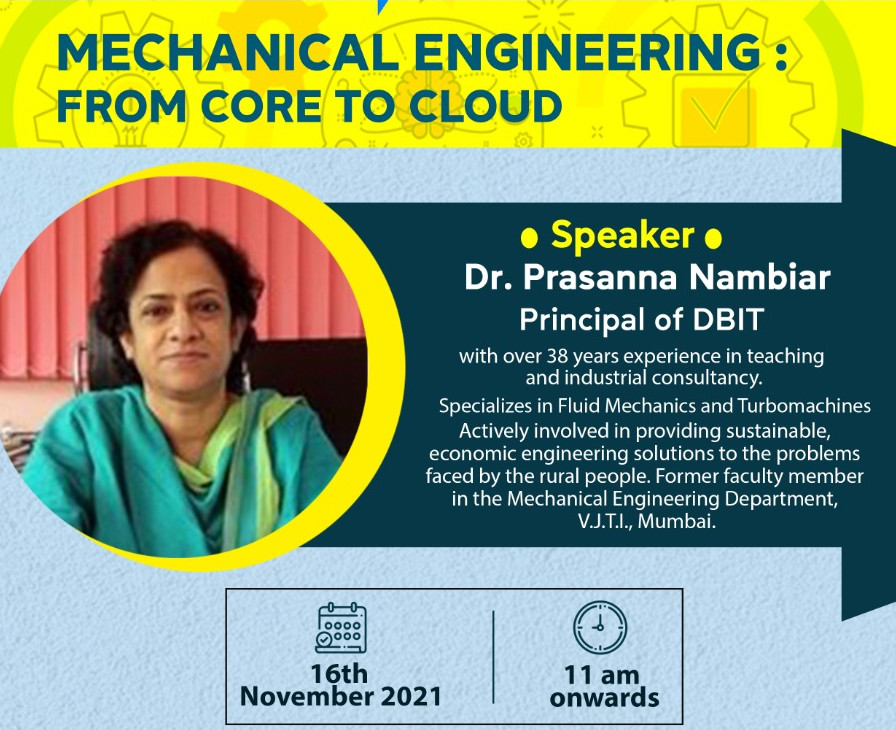 MECHANICAL ENGINEERING :
FROM CORE TO CLOUD
Speaker
Dr. Prasanna Nambiar
Principal of DBIT
with over 38 years experience in teaching
and industrial consultancy.
Specializes in Fluid Mechanics and Turbomachines
Actively involved in providing sustainable,
economic engineering solutions to the problems
faced by the rural people. Former faculty member
in the Mechanical Engineering Department,
V.J.T.I., Mumbai.
16th
November 2021
11 am
onwards